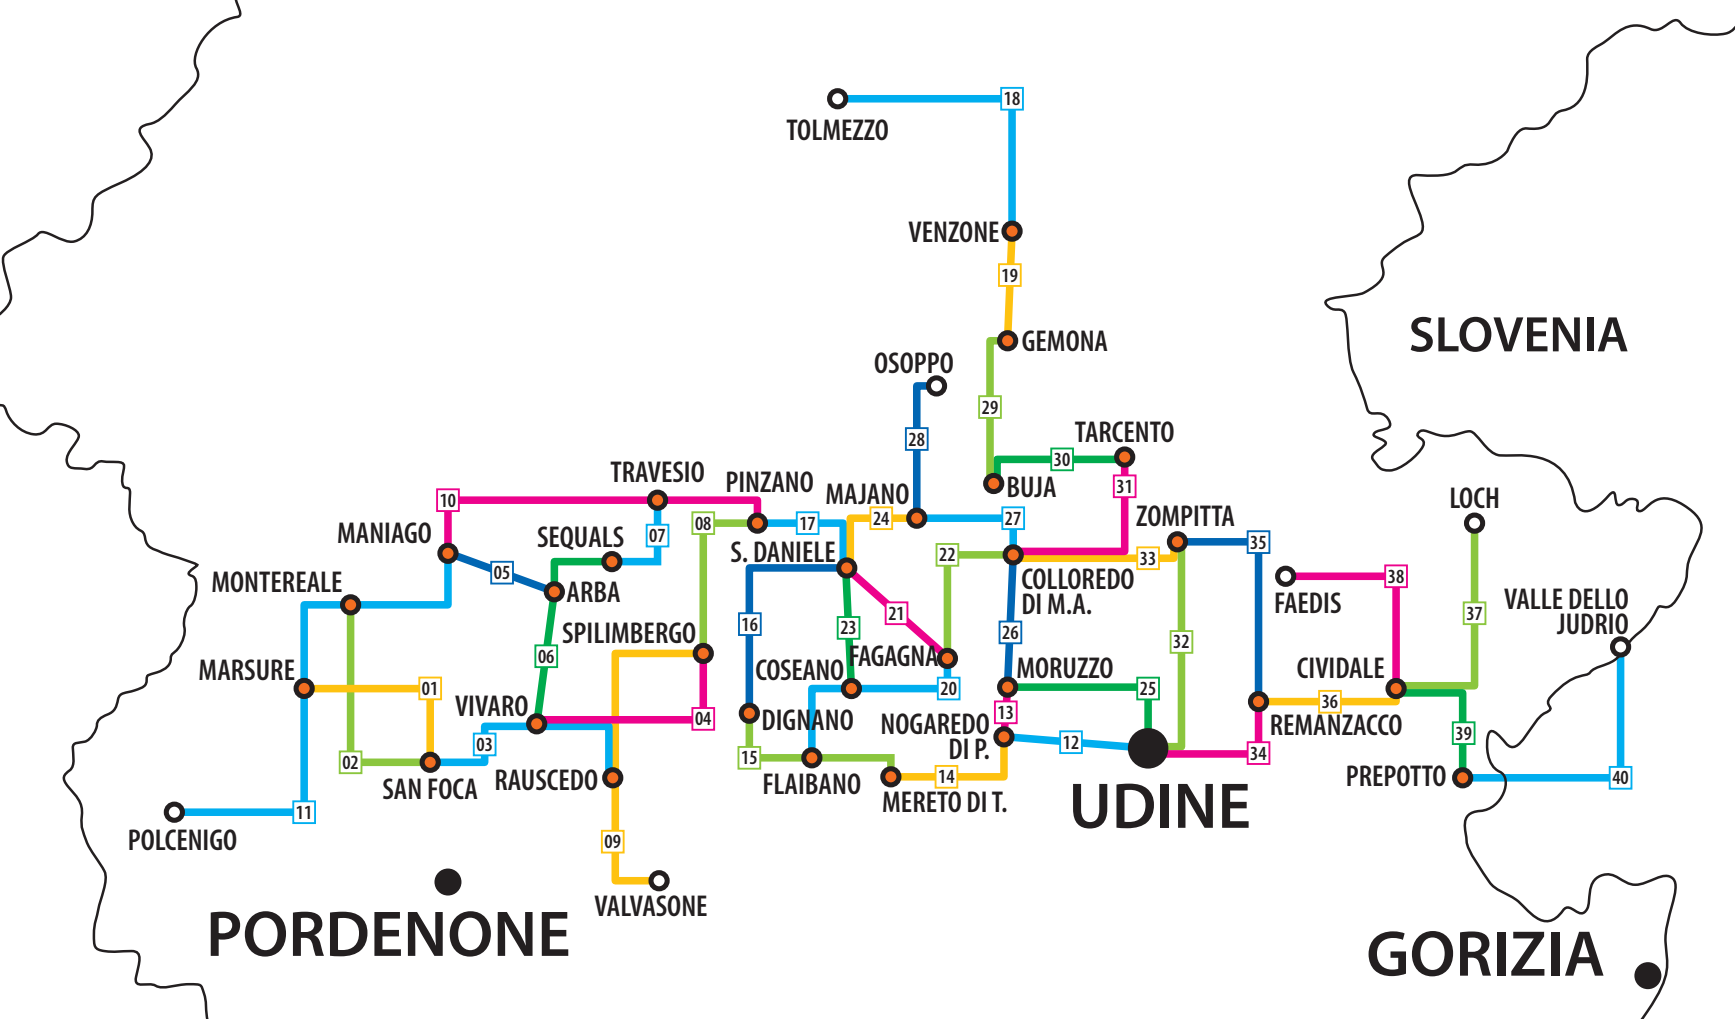 18
TOLMEZZO
VENZONE
19
SLOVENIA
GEMONA
OSOPPO
29
28
TARCENTO
30
BUJA
31
TRAVESIO
PINZANO
10
MAJANO
LOCH
08
17
24
27
ZOMPITTA
MANIAGO
SEQUALS
07
S. DANIELE
22
33
35
05
ARBA
COLLOREDO
DI M.A.
38
FAEDIS
MONTEREALE
VALLE DELLO
JUDRIO
16
21
37
SPILIMBERGO
23
26
32
06
FAGAGNA
MARSURE
01
COSEANO
20
MORUZZO
25
CIVIDALE
VIVARO
04
DIGNANO
13
36
REMANZACCO
NOGAREDO
DI P.
03
12
39
02
15
34
SAN FOCA
RAUSCEDO
FLAIBANO
14
PREPOTTO
40
MERETO DI T.
UDINE
11
POLCENIGO
09
VALVASONE
PORDENONE
GORIZIA